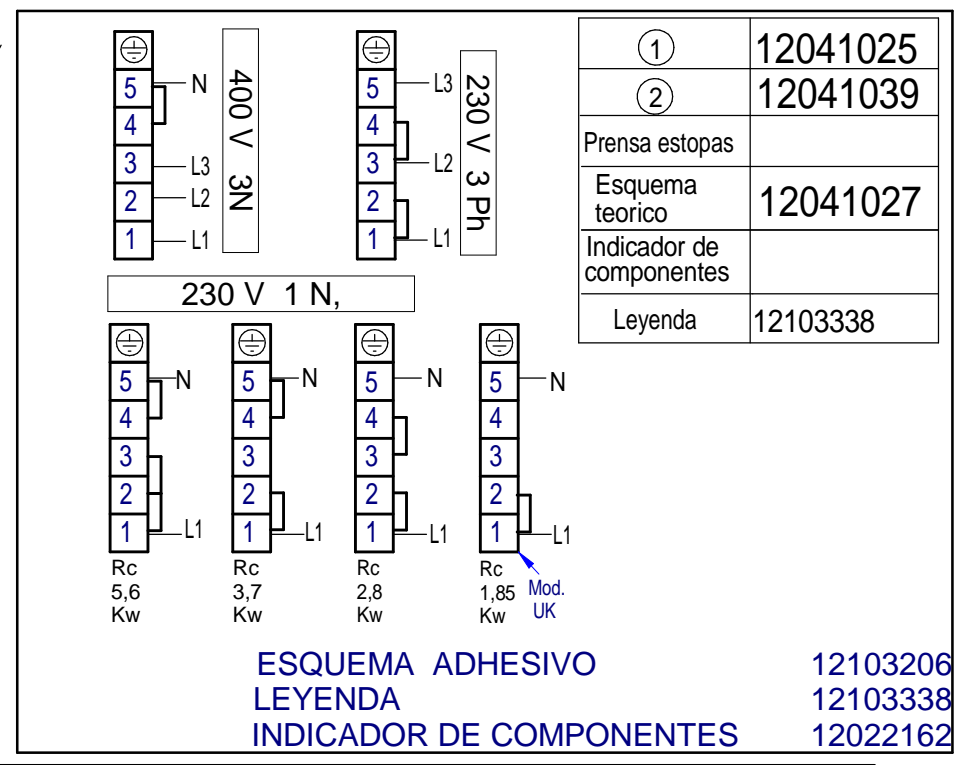 5 N
4
3 L3
2 L2
1 L1
400 V 3N
5 L3
4
3 L2
2
1 L1
230 V 3 Ph
1 12041025
2 12041039
Prensa estopas
Esquema
teorico 12041027
Indicador de
componentes
Leyenda 12103338
230 V 1 N,
5 N
4
3
2
1 L1
Rc
5,6
Kw
5 N
4
3
2
1 L1
Rc
3,7
Kw
5 N
4
3
2
1 L1
Rc
2,8
Kw
5 N
4
3
2
1 L1
Rc
1,85
Kw
Mod.
UK
ESQUEMA ADHESIVO 12103206
LEYENDA 12103338
INDICADOR DE COMPONENTES 12022162